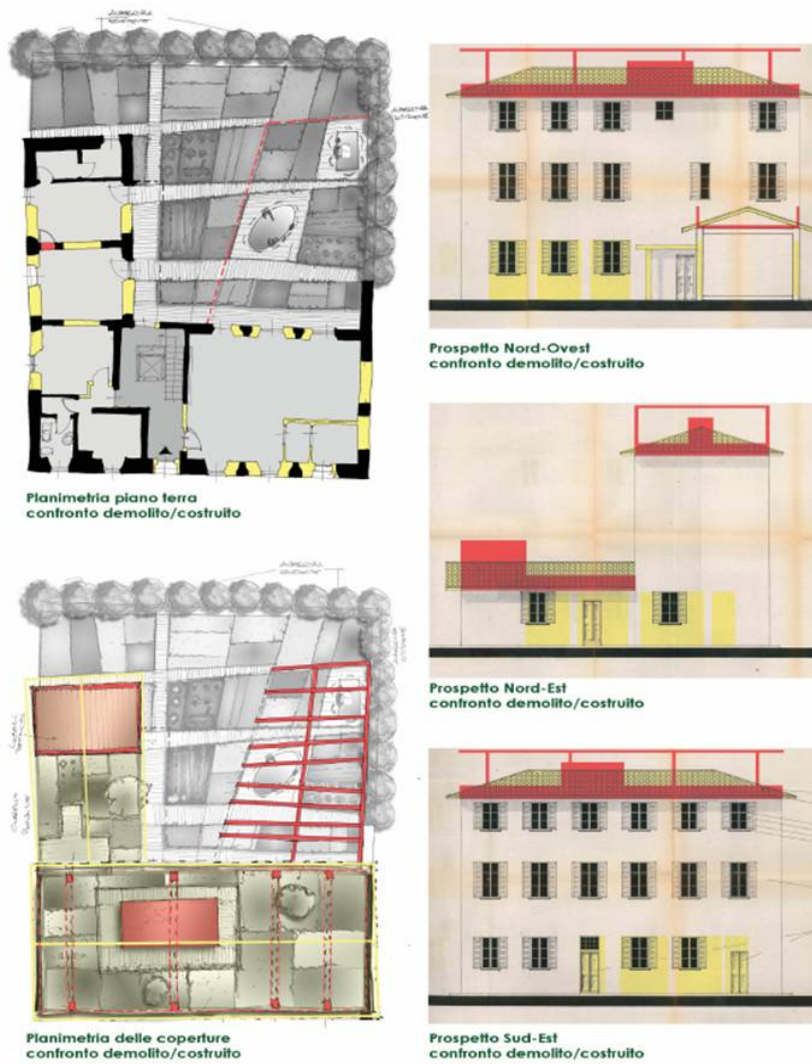 Planimetria piano terra
confronto demolito/costruito
Planimetria delle coperture
confronto demolito/costruito
Prospetto Nord-Ovest
confronto demolito/costruito
Prospetto Nord-Est
confronto demolito/costruito
Prospetto Sud-Est
confronto demolito/costruito